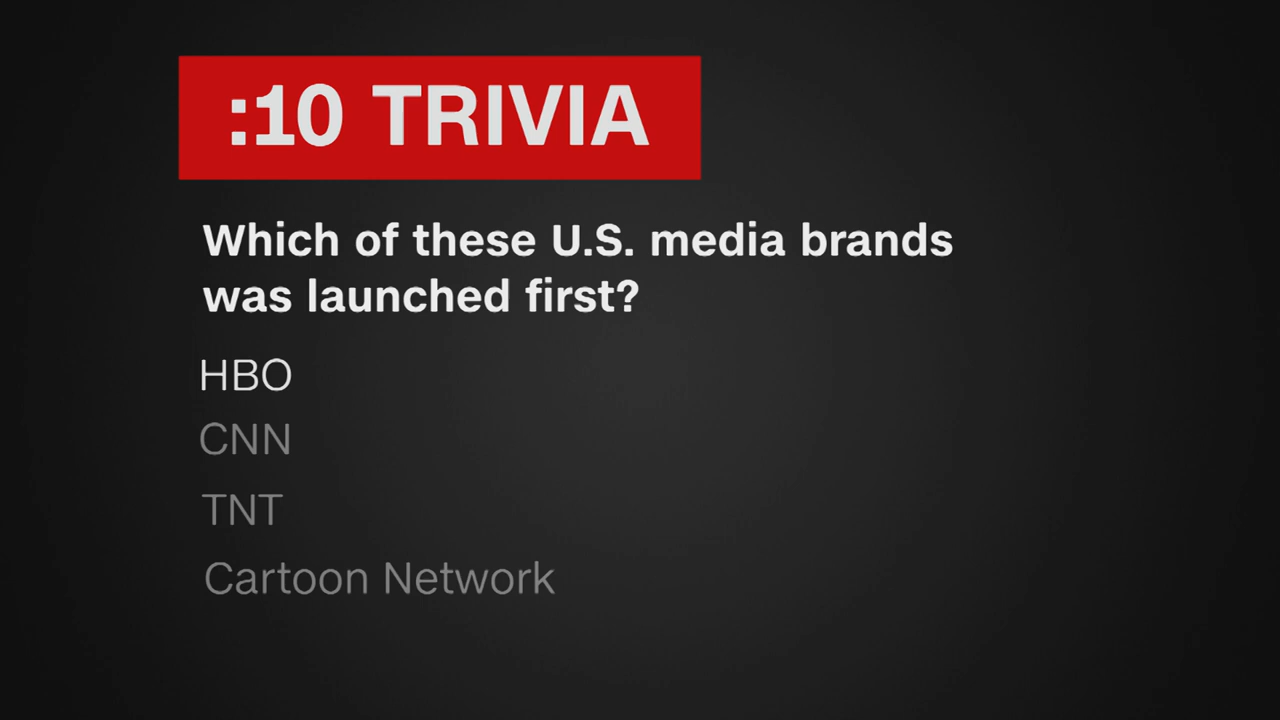 :10 TRIVIA
Which of these U.S. media brands
was launched first?
HBO
CNN
TNT
Cartoon Network